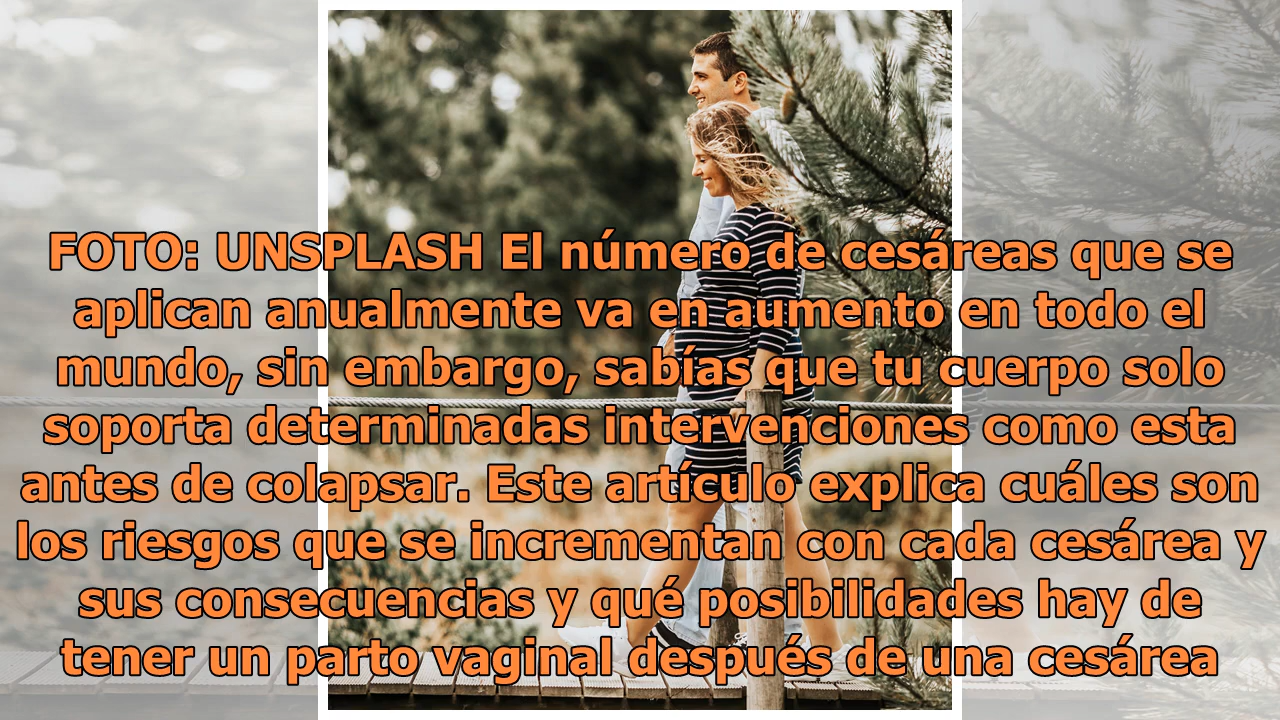 FOTO: UNSPLASH El número de cesáreas que se
aplican anualmente va en aumento en todo el
mundo, sin embargo, sabías que tu cuerpo solo
soporta determinadas intervenciones como esta
antes de colapsar. Este artículo explica cuáles son
los riesgos que se incrementan con cada cesárea y
sus consecuencias y qué posibilidades hay de
tener un parto vaginal después de una cesárea